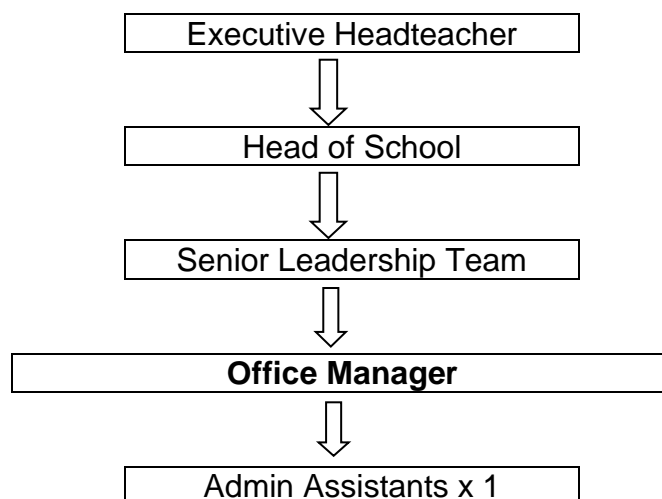 Executive Headteacher
Head of School
Senior Leadership Team
Office Manager
Admin Assistants x 1